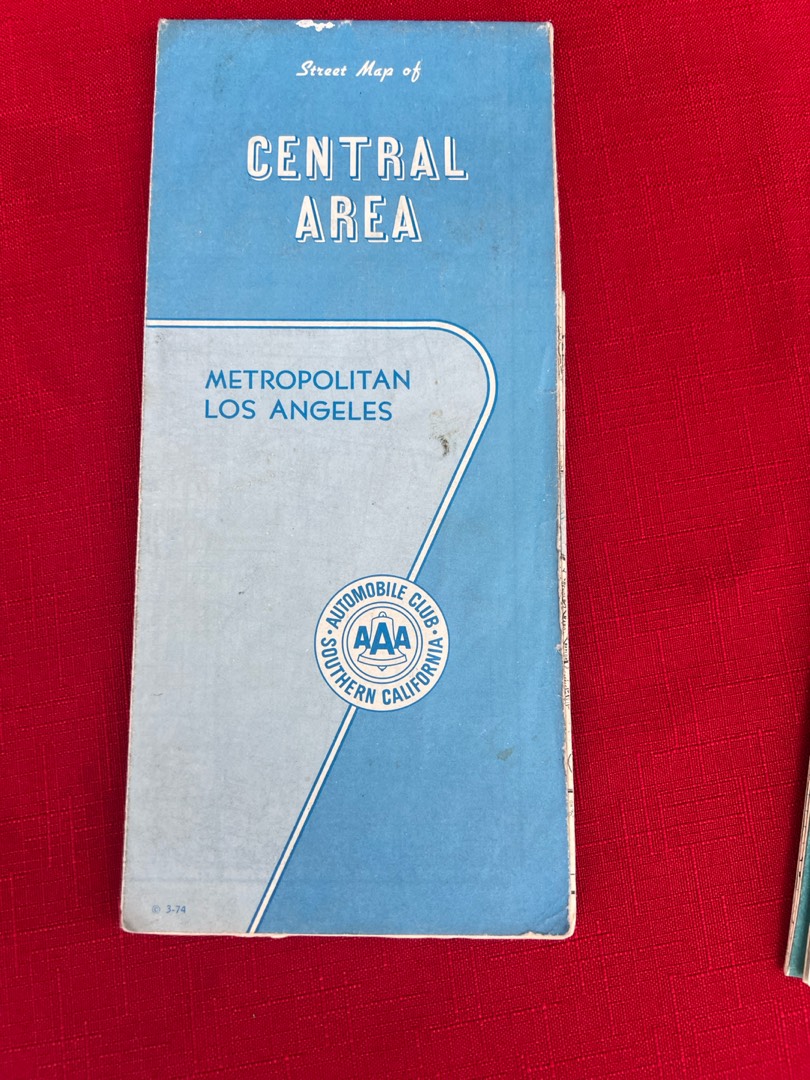 Street Map of
CENTRAL
AREA
METROPOLITAN
LOS ANGELES
· AUTOMOBILE CLUB ·
AAA
SOUTHERN CALIFORNIA
© 3-74